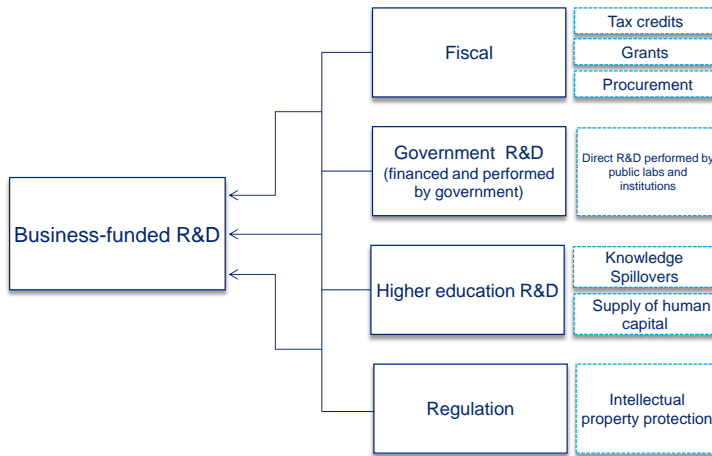 Business-funded R&D
Fiscal
Tax credits
Grants
Procurement
Government R&D
(financed and performed
by government)
Direct R&D performed by
public labs and
institutions
Higher education R&D
Knowledge
Spillovers
Supply of human
capital
Regulation
Intellectual
property protection